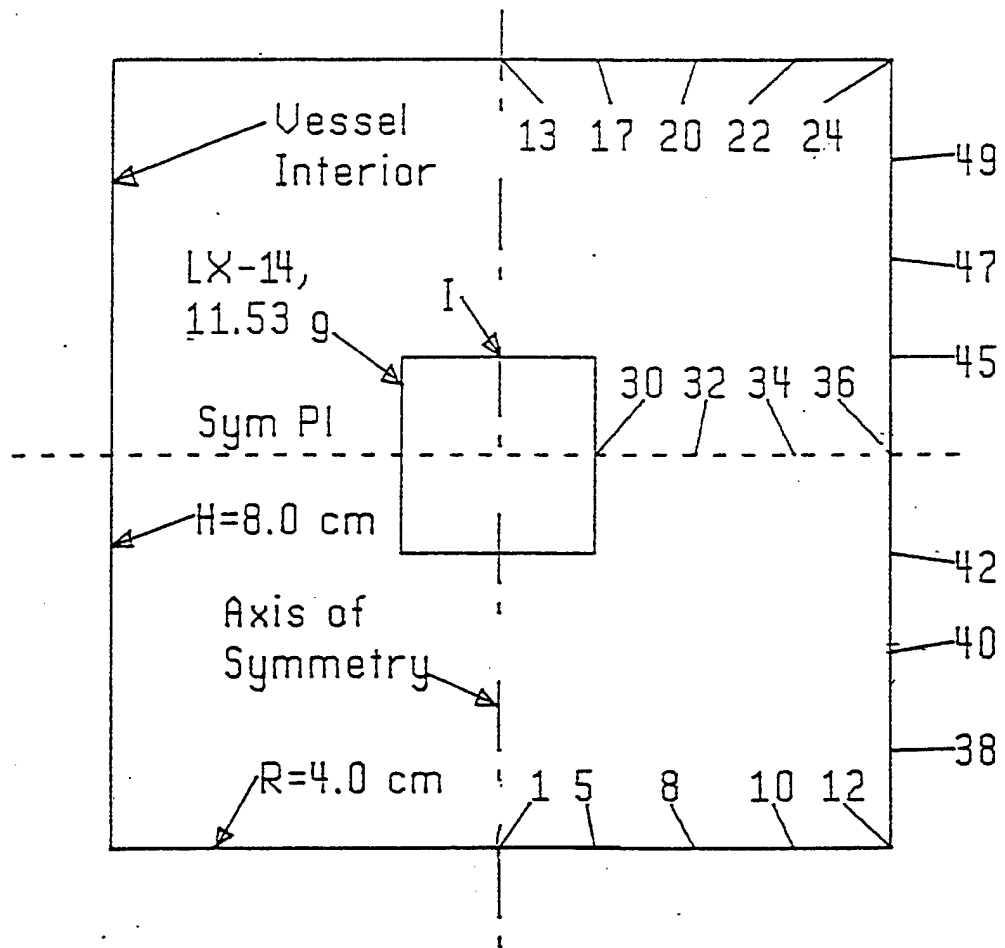 13 17 20 22 24
Vessel
Interior
49
47
LX-14,
11.53 g
I
45
30 32 34 36
Sym Pl
H=8.0 cm
42
Axis of
Symmetry
40
38
R=4.0 cm
1 5 8 10 12